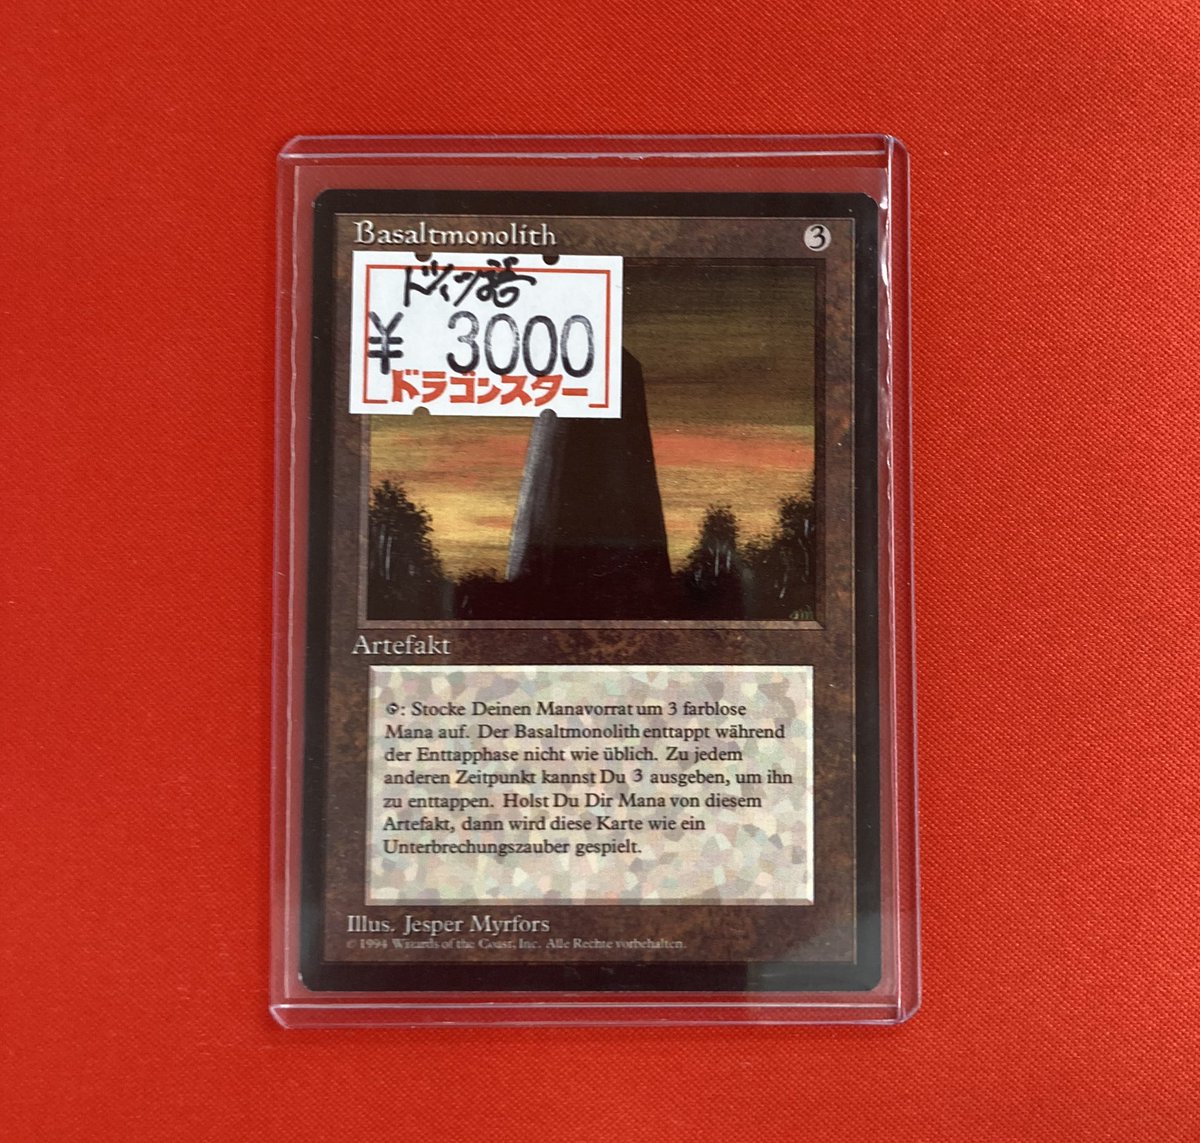 Basaltmonolith
3
ドイツ語
¥ 3000
ドラゴンスター
Artefakt
: Stocke Deinen Manavorrat um 3 farblose
Mana auf. Der Basaltmonolith enttappt während
der Enttapphase nicht wie üblich. Zu jedem
anderen Zeitpunkt kannst Du 3 ausgeben, um ihn
zu enttappen. Holst Du Dir Mana von diesem
Artefakt, dann wird diese Karte wie ein
Unterbrechungszauber gespielt.
Illus. Jesper Myrfors
© 1994 Wizards of the Coast, Inc. Alle Rechte vorbehalten.